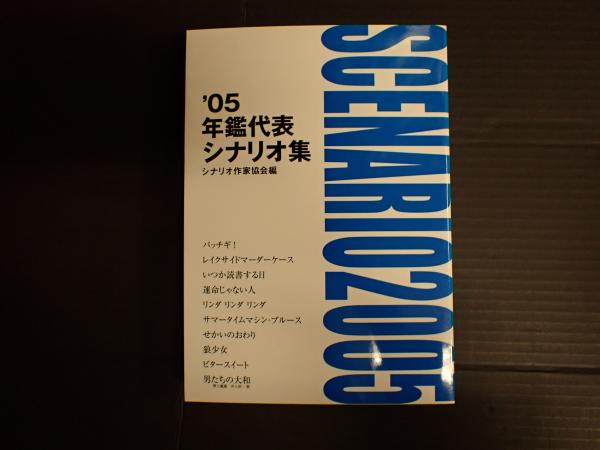 '05
年鑑代表
シナリオ集
シナリオ作家協会編
SCENARIO2005
パッチギ！
レイクサイドマーダーケース
いつか読書する日
運命じゃない人
リンダ リンダ リンダ
サマータイムマシン・ブルース
せかいのおわり
狼少女
ビタースイート
男たちの大和